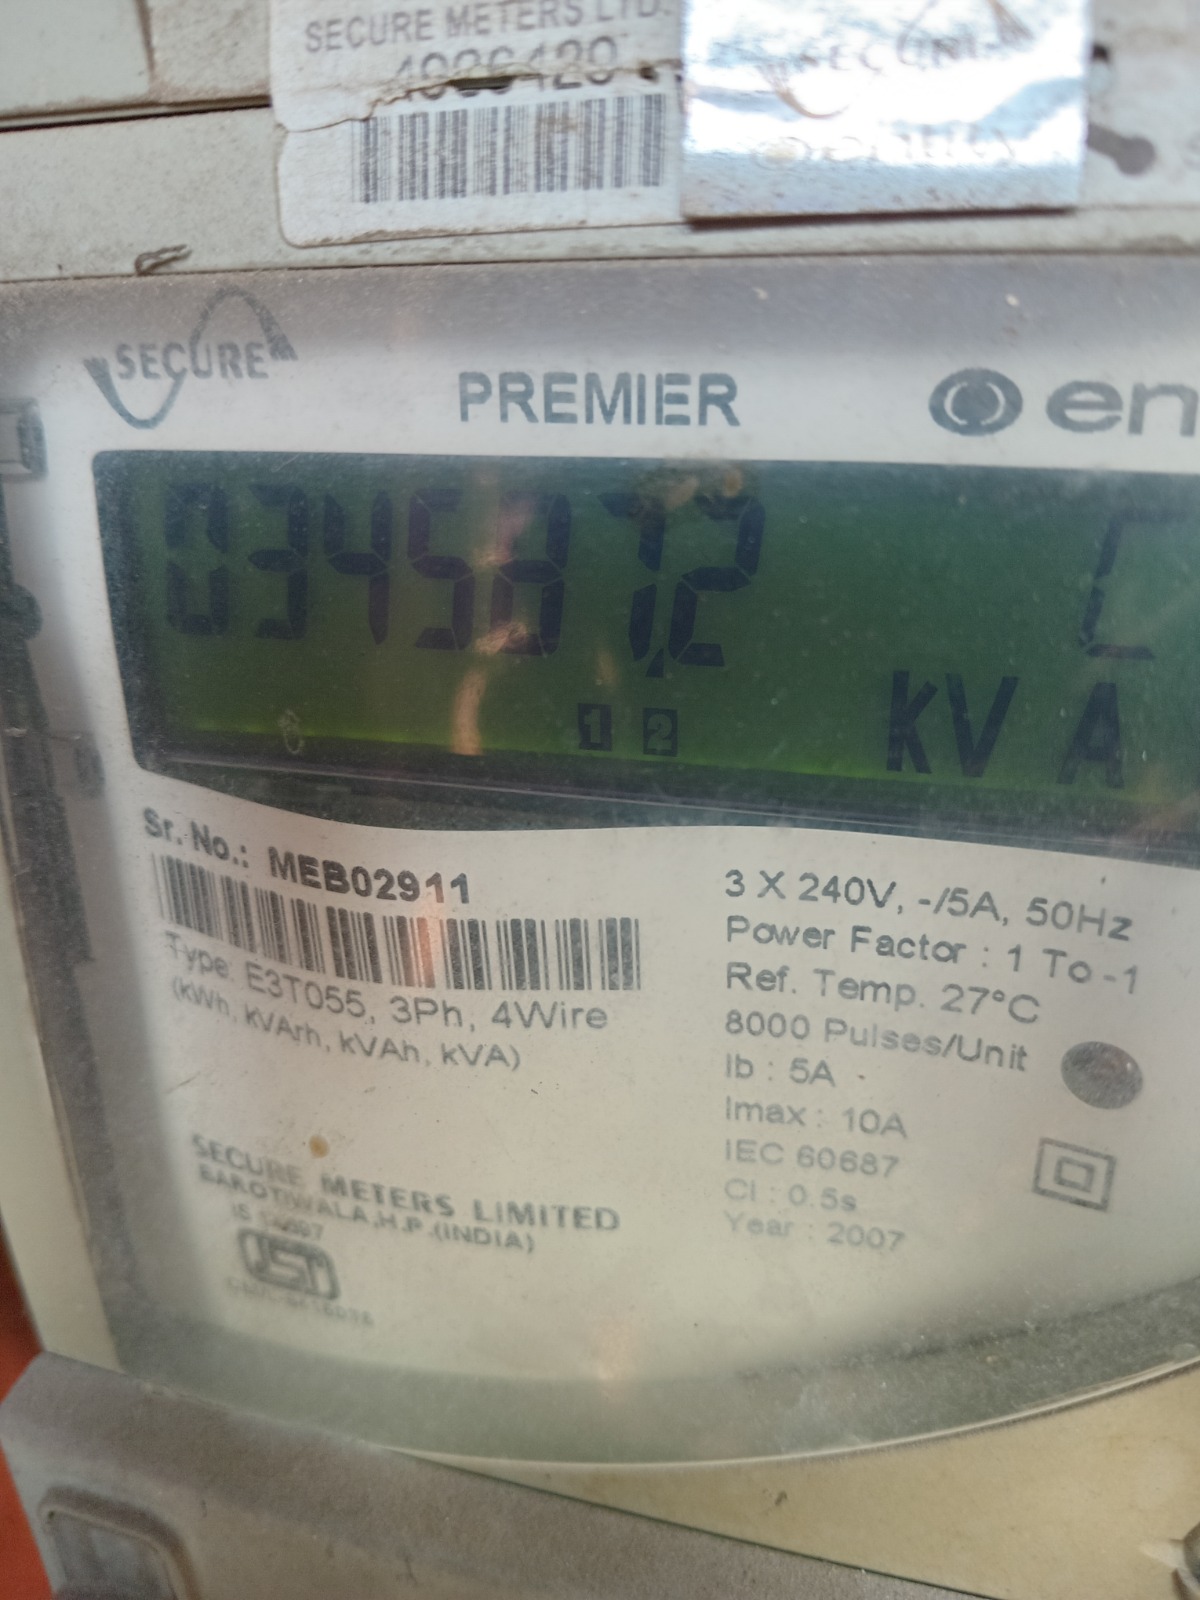 SECURE METERS LTD.
SECURE
PREMIER
en
034587.2 C
1 2
kVA
Sr. No.: MEB02911
Type: E3T055, 3Ph, 4Wire
(kWh, kVArh, kVAh, kVA)
3 X 240V, -/5A, 50Hz
Power Factor : 1 To -1
Ref. Temp. 27°C
8000 Pulses/Unit
Ib : 5A
Imax : 10A
IEC 60687
Cl : 0.5s
Year : 2007
SECURE METERS LIMITED
BAROTIWALA,H.P.(INDIA)